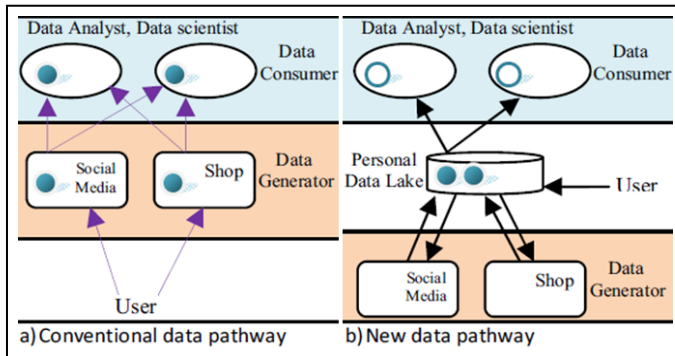 Data Analyst, Data scientist
Data
Consumer
Social
Media
Shop
Data
Generator
User
a) Conventional data pathway
Data Analyst, Data scientist
Data
Consumer
Personal
Data Lake
User
Social
Media
Shop
Data
Generator
b) New data pathway